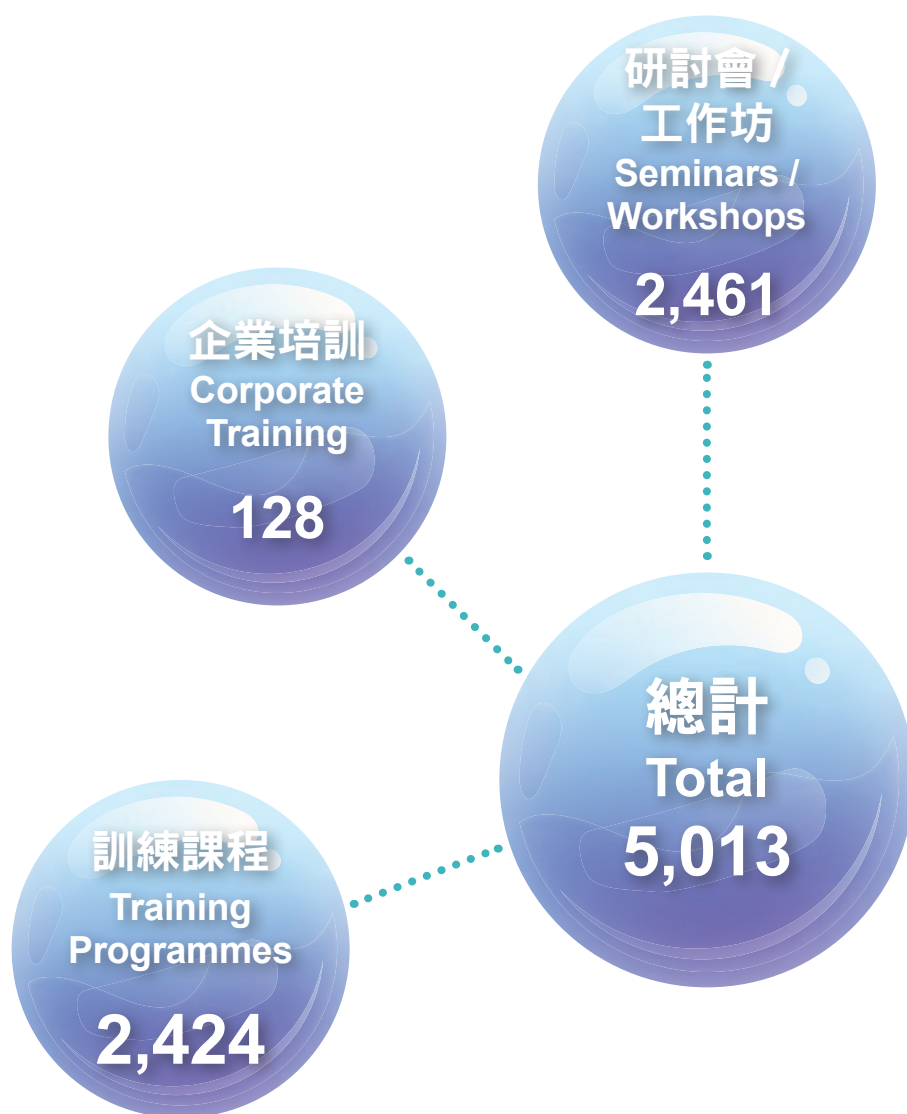 研討會 /
工作坊
Seminars /
Workshops
2,461
企業培訓
Corporate
Training
128
總計
Total
5,013
訓練課程
Training
Programmes
2,424